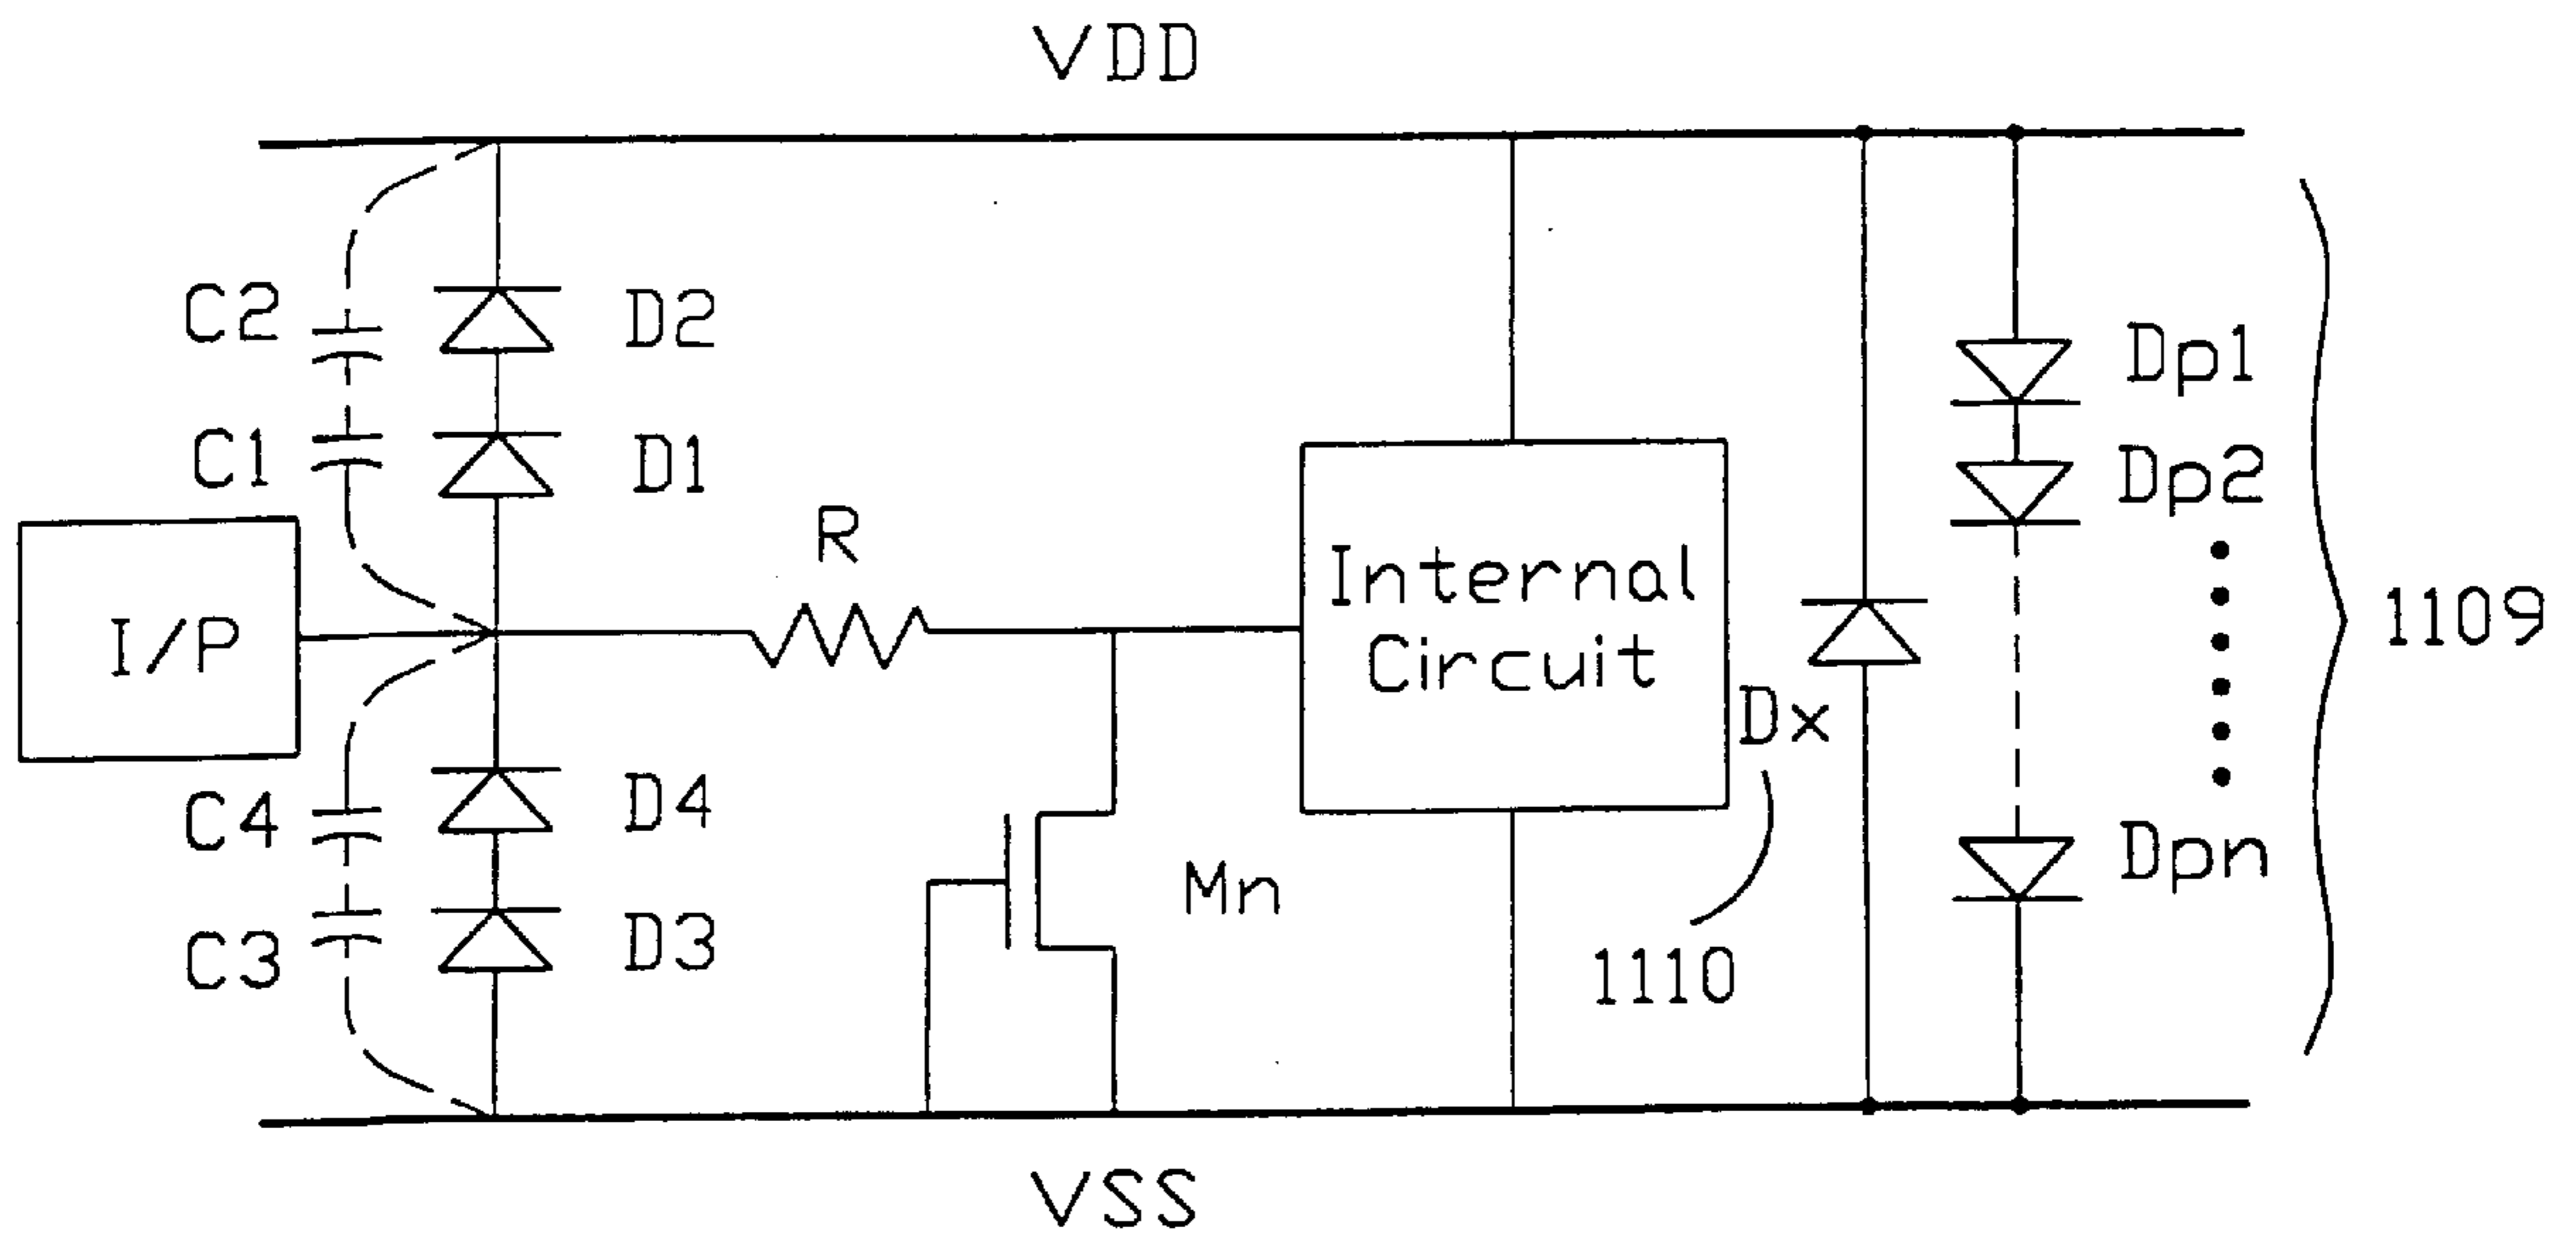 VDD
C2
D2
Dp1
C1
D1
Dp2
R
I/P
Internal
Circuit
1109
Dx
C4
D4
Mn
Dpn
C3
D3
1110
VSS